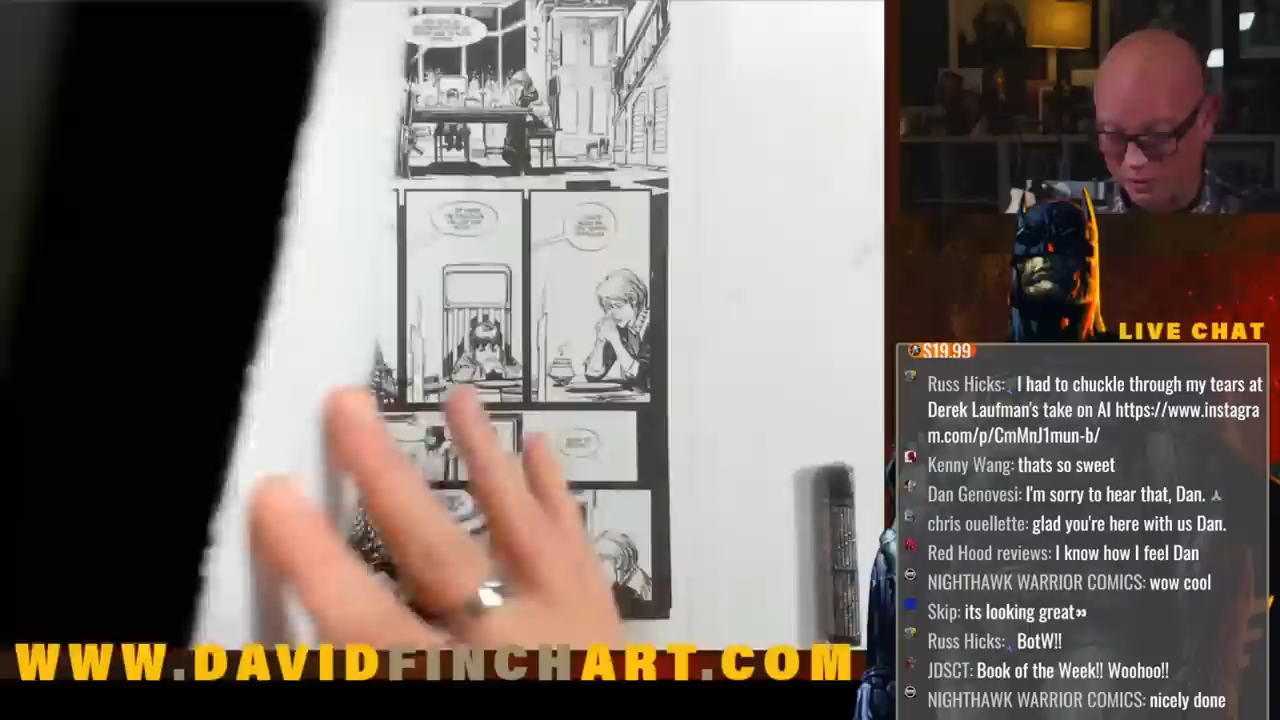 LIVE CHAT
$19.99
Russ Hicks: I had to chuckle through my tears at
Derek Laufman's take on AI https://www.instagra
m.com/p/CmMnJ1mun-b/
Kenny Wang: thats so sweet
Dan Genovesi: I'm sorry to hear that, Dan. 🙏
chris ouellette: glad you're here with us Dan.
Red Hood reviews: I know how I feel Dan
NIGHTHAWK WARRIOR COMICS: wow cool
Skip: its looking great
Russ Hicks: BotW!!
JDSCT: Book of the Week!! Woohoo!!
NIGHTHAWK WARRIOR COMICS: nicely done
WWW.DAVIDFINCHART.COM